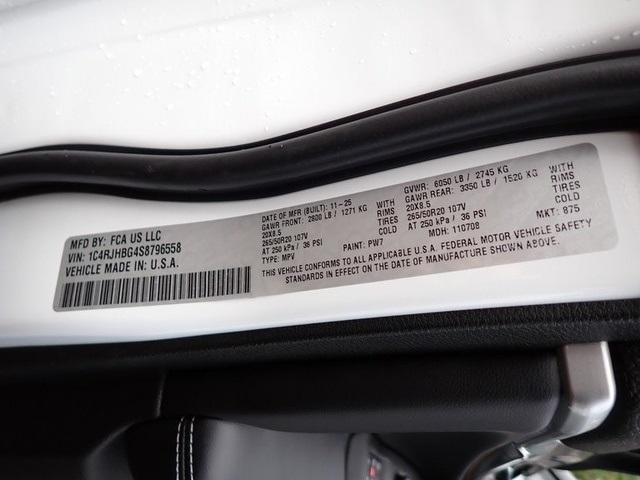 MFD BY: FCA US LLC
VIN: 1C4RJHBG4S8796558
VEHICLE MADE IN U.S.A.
DATE OF MFR (BUILT): 11-25
GAWR FRONT: 2800 LB / 1271 KG WITH
20X8.5 RIMS
265/50R20 107V TIRES
AT 250 kPa / 36 PSI COLD
TYPE: MPV PAINT: PW7
GVWR: 6050 LB / 2745 KG
GAWR REAR: 3350 LB / 1520 KG WITH
20X8.5 RIMS
265/50R20 107V TIRES
AT 250 kPa / 36 PSI COLD
MDH: 110708 MKT: 875
THIS VEHICLE CONFORMS TO ALL APPLICABLE U.S.A. FEDERAL MOTOR VEHICLE SAFETY
STANDARDS IN EFFECT ON THE DATE OF MANUFACTURE SHOWN ABOVE